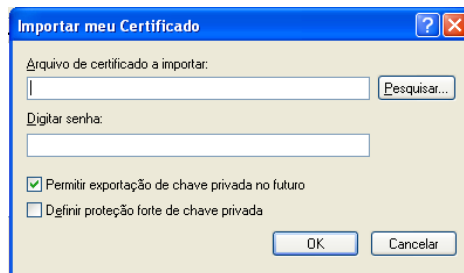 Importar meu Certificado
Arquivo de certificado a importar:
Pesquisar...
Digitar senha:
Permitir exportação de chave privada no futuro
Definir proteção forte de chave privada
OK Cancelar